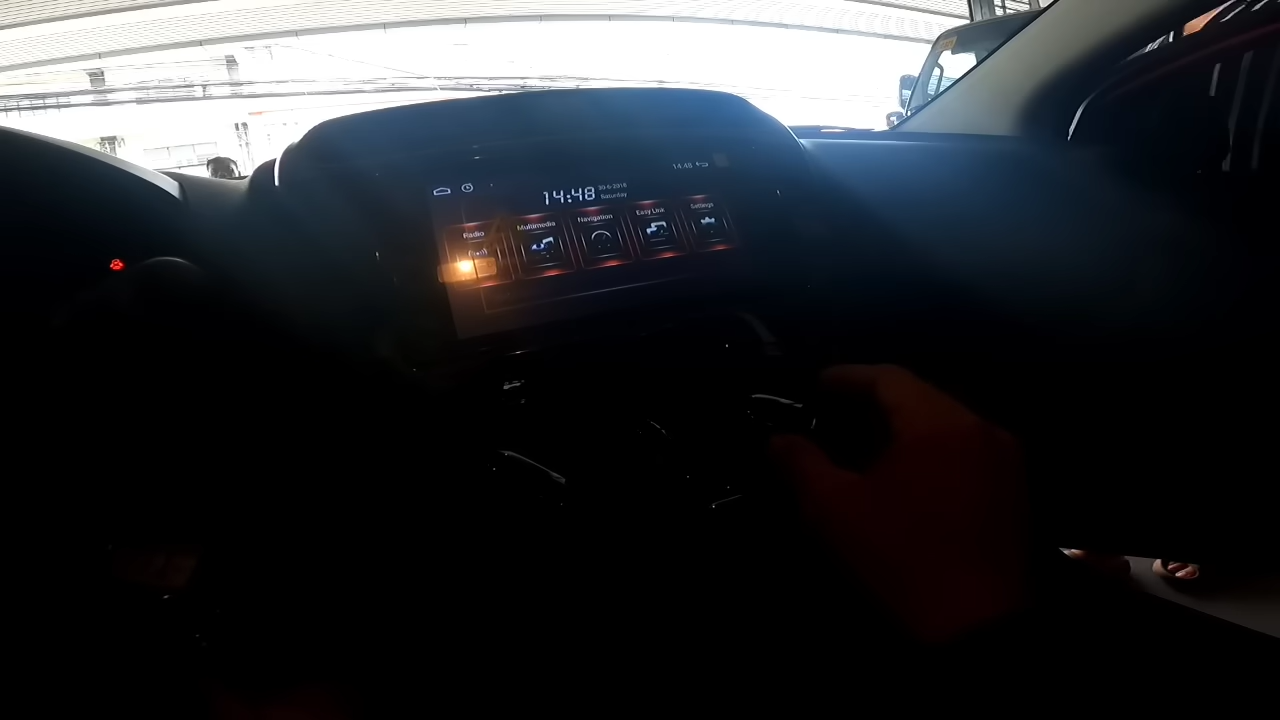 14:48
14:48
30-6-2018
Saturday
Radio
Multimedia
Navigation
Easy Link
Settings